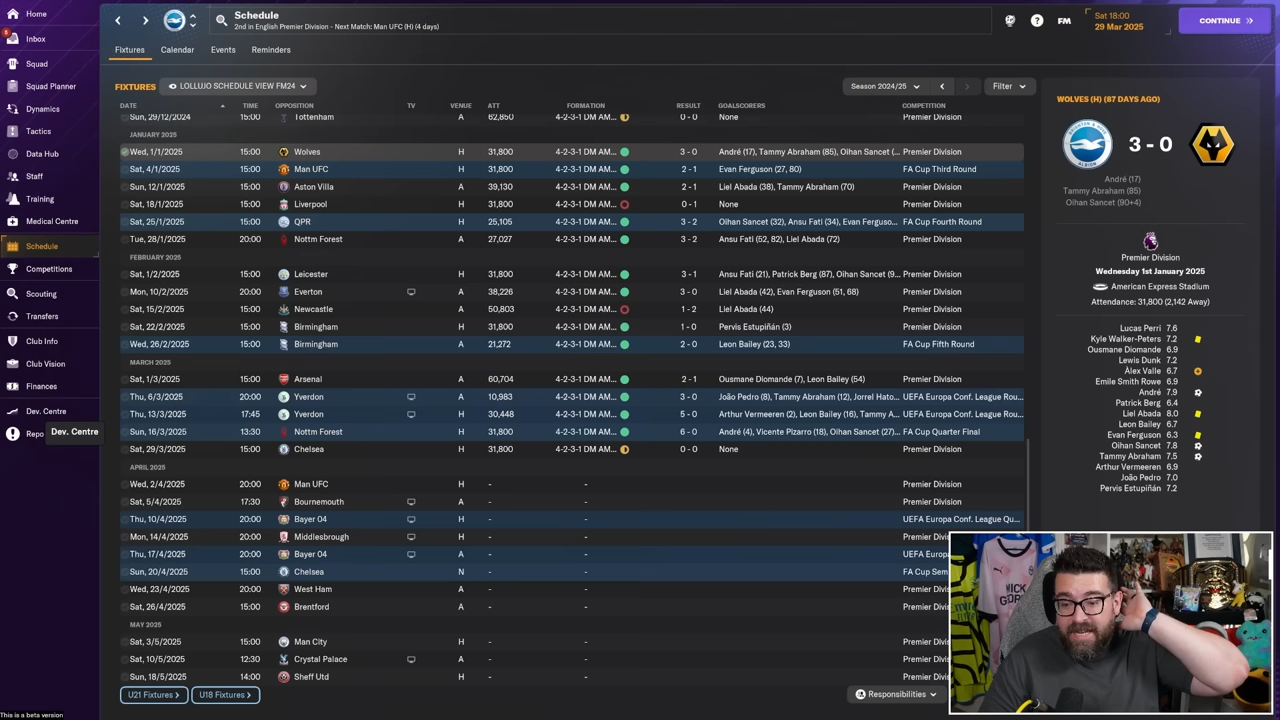 Home
6
Inbox
Squad
Squad Planner
Dynamics
Tactics
Data Hub
Staff
Training
Medical Centre
Schedule
Competitions
Scouting
Transfers
Club Info
Club Vision
Finances
Dev. Centre
Repo
Dev. Centre
This is a beta version
Schedule
2nd in English Premier Division - Next Match: Man UFC (H) (4 days)
? FM
Sat 18:00
29 Mar 2025
CONTINUE
Fixtures Calendar Events Reminders
FIXTURES LOLLUJO SCHEDULE VIEW FM24 Season 2024/25 Filter
DATE TIME OPPOSITION TV VENUE ATT FORMATION RESULT GOALSCORERS COMPETITION
Sun, 29/12/2024 15:00 Tottenham A 62,850 4-2-3-1 DM AM... 0 - 0 None Premier Division
JANUARY 2025
Wed, 1/1/2025 15:00 Wolves H 31,800 4-2-3-1 DM AM... 3 - 0 André (17), Tammy Abraham (85), Oihan Sancet (... Premier Division
Sat, 4/1/2025 15:00 Man UFC H 31,800 4-2-3-1 DM AM... 2 - 1 Evan Ferguson (27, 80) FA Cup Third Round
Sun, 12/1/2025 15:00 Aston Villa A 39,130 4-2-3-1 DM AM... 2 - 1 Liel Abada (38), Tammy Abraham (70) Premier Division
Sat, 18/1/2025 15:00 Liverpool H 31,800 4-2-3-1 DM AM... 0 - 1 None Premier Division
Sat, 25/1/2025 15:00 QPR H 25,105 4-2-3-1 DM AM... 3 - 2 Oihan Sancet (32), Ansu Fati (34), Evan Ferguso... FA Cup Fourth Round
Tue, 28/1/2025 20:00 Nottm Forest A 27,027 4-2-3-1 DM AM... 3 - 2 Ansu Fati (52, 82), Liel Abada (72) Premier Division
FEBRUARY 2025
Sat, 1/2/2025 15:00 Leicester H 31,800 4-2-3-1 DM AM... 3 - 1 Ansu Fati (21), Patrick Berg (87), Oihan Sancet (9... Premier Division
Mon, 10/2/2025 20:00 Everton A 38,226 4-2-3-1 DM AM... 3 - 0 Liel Abada (42), Evan Ferguson (51, 68) Premier Division
Sat, 15/2/2025 15:00 Newcastle A 50,803 4-2-3-1 DM AM... 1 - 2 Liel Abada (44) Premier Division
Sat, 22/2/2025 15:00 Birmingham H 31,800 4-2-3-1 DM AM... 1 - 0 Pervis Estupiñán (3) Premier Division
Wed, 26/2/2025 15:00 Birmingham A 21,272 4-2-3-1 DM AM... 2 - 0 Leon Bailey (23, 33) FA Cup Fifth Round
MARCH 2025
Sat, 1/3/2025 15:00 Arsenal A 60,704 4-2-3-1 DM AM... 2 - 1 Ousmane Diomande (7), Leon Bailey (54) Premier Division
Thu, 6/3/2025 20:00 Yverdon A 10,983 4-2-3-1 DM AM... 3 - 0 João Pedro (8), Tammy Abraham (12), Jorrel Hato... UEFA Europa Conf. League Rou...
Thu, 13/3/2025 17:45 Yverdon H 30,448 4-2-3-1 DM AM... 5 - 0 Arthur Vermeeren (2), Leon Bailey (16), Tammy A... UEFA Europa Conf. League Rou...
Sun, 16/3/2025 13:30 Nottm Forest H 31,800 4-2-3-1 DM AM... 6 - 0 André (4), Vicente Pizarro (18), Oihan Sancet (27)... FA Cup Quarter Final
Sat, 29/3/2025 15:00 Chelsea H 31,800 4-2-3-1 DM AM... 0 - 0 None Premier Division
APRIL 2025
Wed, 2/4/2025 20:00 Man UFC H - - Premier Division
Sat, 5/4/2025 17:30 Bournemouth A - - Premier Division
Thu, 10/4/2025 20:00 Bayer 04 H - - UEFA Europa Conf. League Qu...
Mon, 14/4/2025 20:00 Middlesbrough H - - Premier Divis
Thu, 17/4/2025 20:00 Bayer 04 A - - UEFA Europa
Sun, 20/4/2025 15:00 Chelsea N - - FA Cup Sem
Wed, 23/4/2025 20:00 West Ham A - - Premier Divis
Sat, 26/4/2025 15:00 Brentford A - - Premier Divis
MAY 2025
Sat, 3/5/2025 15:00 Man City H - - Premier Divis
Sat, 10/5/2025 12:30 Crystal Palace A - - Premier Divis
Sun, 18/5/2025 14:00 Sheff Utd H - - Premier Divis
U21 Fixtures > U18 Fixtures > Responsibilities
WOLVES (H) (87 DAYS AGO)
3 - 0
André (17)
Tammy Abraham (85)
Oihan Sancet (90+4)
Premier Division
Wednesday 1st January 2025
American Express Stadium
Attendance: 31,800 (2,142 Away)
Lucas Perri 7.6
Kyle Walker-Peters 7.2
Ousmane Diomande 6.9
Lewis Dunk 7.2
Àlex Valle 6.7
Emile Smith Rowe 6.9
André 7.9
Patrick Berg 6.4
Liel Abada 8.0
Leon Bailey 6.7
Evan Ferguson 6.3
Oihan Sancet 7.8
Tammy Abraham 7.5
Arthur Vermeeren 6.9
João Pedro 7.0
Pervis Estupiñán 7.2